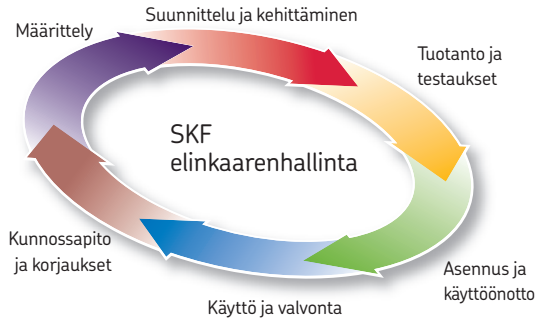 Suunnittelu ja kehittäminen
Määrittely
Tuotanto ja
testaukset
SKF
elinkaarenhallinta
Kunnossapito
ja korjaukset
Asennus ja
käyttöönotto
Käyttö ja valvonta